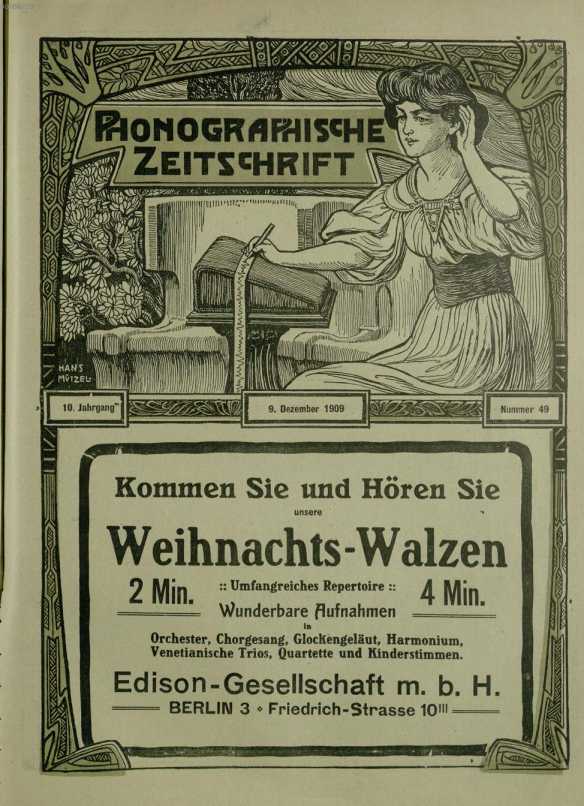 PHONOGRAPHISCHE
ZEITSCHRIFT
HANS
MÜTZEL
10. Jahrgang
9. Dezember 1909
Nummer 49
Kommen Sie und Hören Sie
unsere
Weihnachts-Walzen
2 Min.
:: Umfangreiches Repertoire ::
4 Min.
Wunderbare Aufnahmen
in
Orchester, Chorgesang, Glockengeläut, Harmonium,
Venetianische Trios, Quartette und Kinderstimmen.
Edison-Gesellschaft m. b. H.
BERLIN 3 ⋄ Friedrich-Strasse 10III